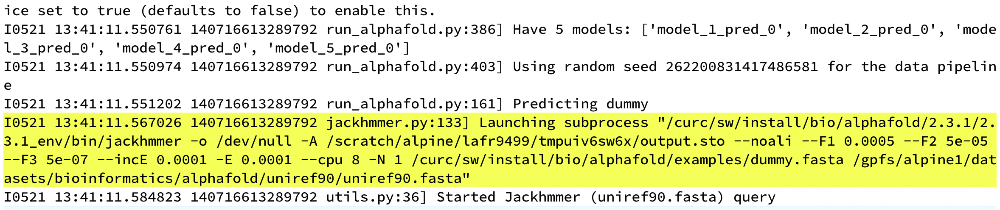 ice set to true (defaults to false) to enable this.
I0521 13:41:11.550761 140716613289792 run_alphafold.py:386] Have 5 models: ['model_1_pred_0', 'model_2_pred_0', 'mode
l_3_pred_0', 'model_4_pred_0', 'model_5_pred_0']
I0521 13:41:11.550974 140716613289792 run_alphafold.py:403] Using random seed 262200831417486581 for the data pipelin
e
I0521 13:41:11.551202 140716613289792 run_alphafold.py:161] Predicting dummy
I0521 13:41:11.567026 140716613289792 jackhmmer.py:133] Launching subprocess "/curc/sw/install/bio/alphafold/2.3.1/2.
3.1_env/bin/jackhmmer -o /dev/null -A /scratch/alpine/lafr9499/tmpuiv6sw6x/output.sto --noali --F1 0.0005 --F2 5e-05
--F3 5e-07 --incE 0.0001 -E 0.0001 --cpu 8 -N 1 /curc/sw/install/bio/alphafold/examples/dummy.fasta /gpfs/alpine1/dat
asets/bioinformatics/alphafold/uniref90/uniref90.fasta"
I0521 13:41:11.584823 140716613289792 utils.py:36] Started Jackhmmer (uniref90.fasta) query